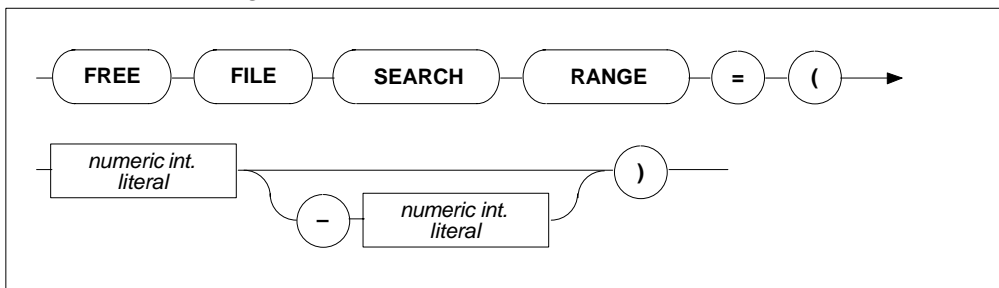 FREE FILE SEARCH RANGE = (
numeric int.
literal
)
–
numeric int.
literal